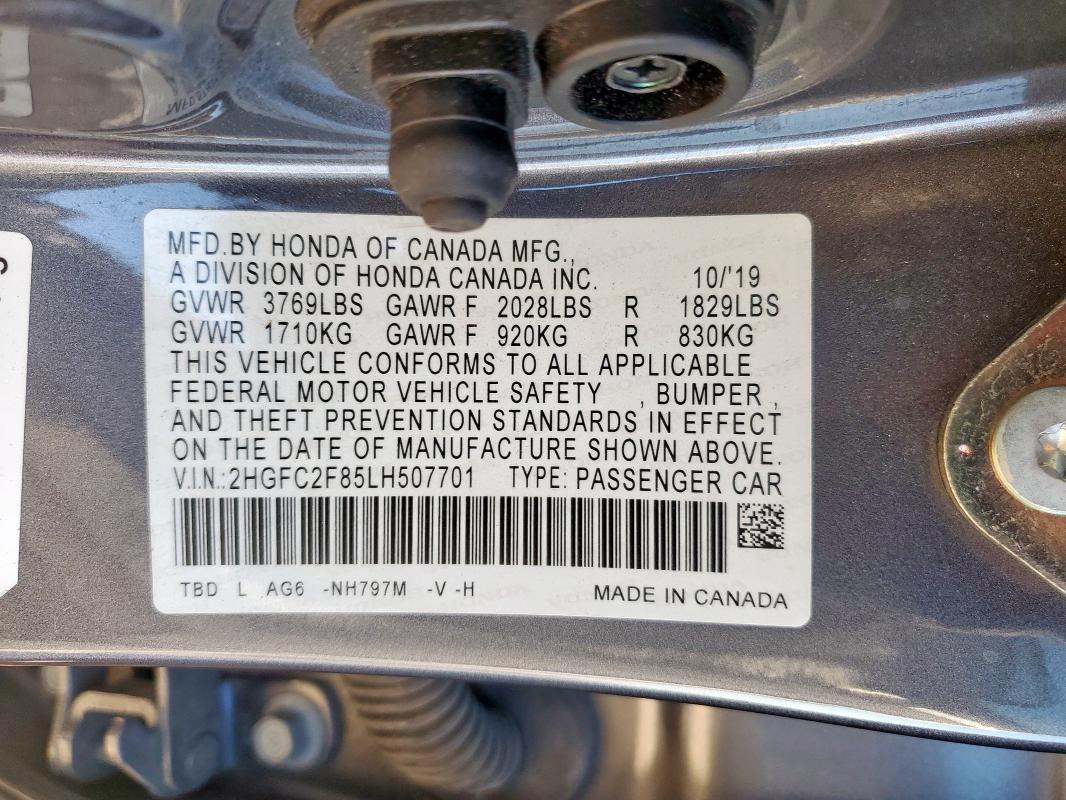 MFD.BY HONDA OF CANADA MFG.,
A DIVISION OF HONDA CANADA INC. 10/'19
GVWR 3769LBS GAWR F 2028LBS R 1829LBS
GVWR 1710KG GAWR F 920KG R 830KG
THIS VEHICLE CONFORMS TO ALL APPLICABLE
FEDERAL MOTOR VEHICLE SAFETY , BUMPER ,
AND THEFT PREVENTION STANDARDS IN EFFECT
ON THE DATE OF MANUFACTURE SHOWN ABOVE.
V.I.N.:2HGFC2F85LH507701 TYPE: PASSENGER CAR
TBD L AG6 -NH797M -V -H MADE IN CANADA